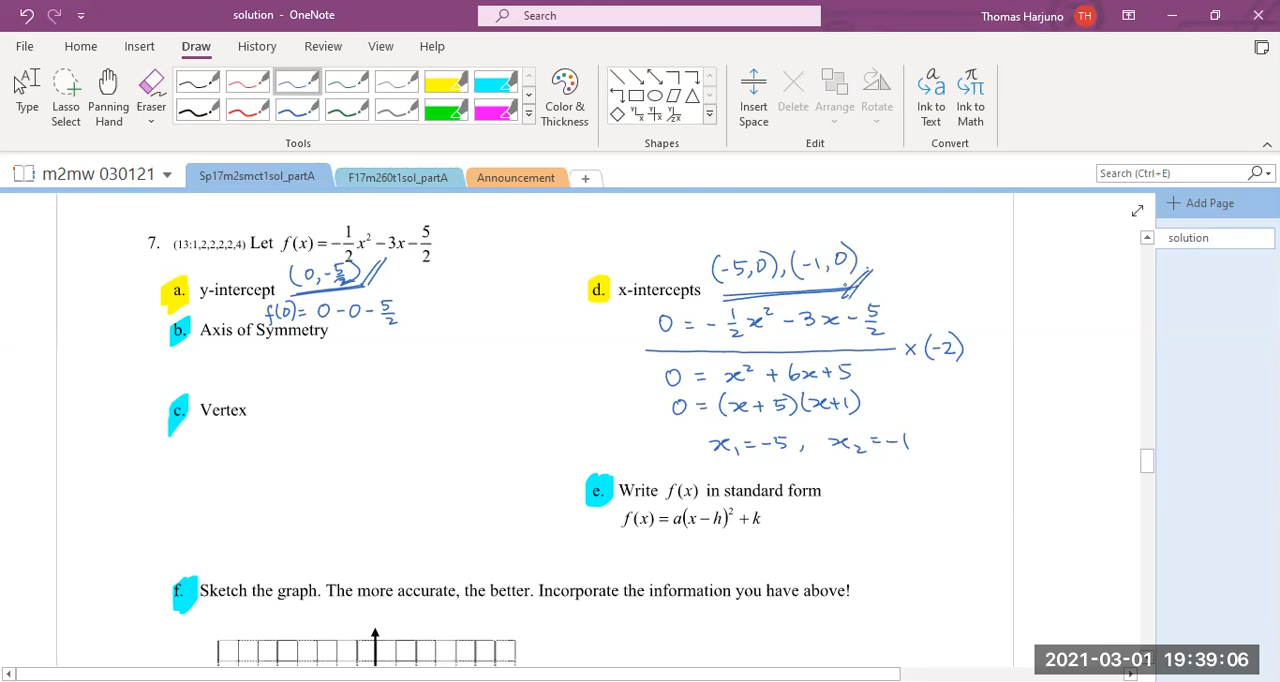 solution - OneNote
Search
Thomas Harjuno TH
File Home Insert Draw View History Review View Help
Type
Lasso Select
Panning Hand
Eraser
Color & Thickness
Insert Space
Delete
Arrange
Rotate
Ink to Text
Ink to Math
Tools
Shapes
Edit
Convert
m2mw 030121
Sp17m2smct1sol_partA
F17m260t1sol_partA
Announcement
Search (Ctrl+E)
Add Page
solution
7. (13:1,2,2,2,2,4) Let f(x) = -1/2 x² - 3x - 5/2
a. y-intercept (0, -5/2)
f(0) = 0 - 0 - 5/2
b. Axis of Symmetry
c. Vertex
d. x-intercepts (-5,0), (-1,0)
0 = -1/2 x² - 3x - 5/2
× (-2)
0 = x² + 6x + 5
0 = (x + 5)(x+1)
x₁ = -5, x₂ = -1
e. Write f(x) in standard form
f(x) = a(x - h)² + k
f. Sketch the graph. The more accurate, the better. Incorporate the information you have above!
2021-03-01 19:39:06